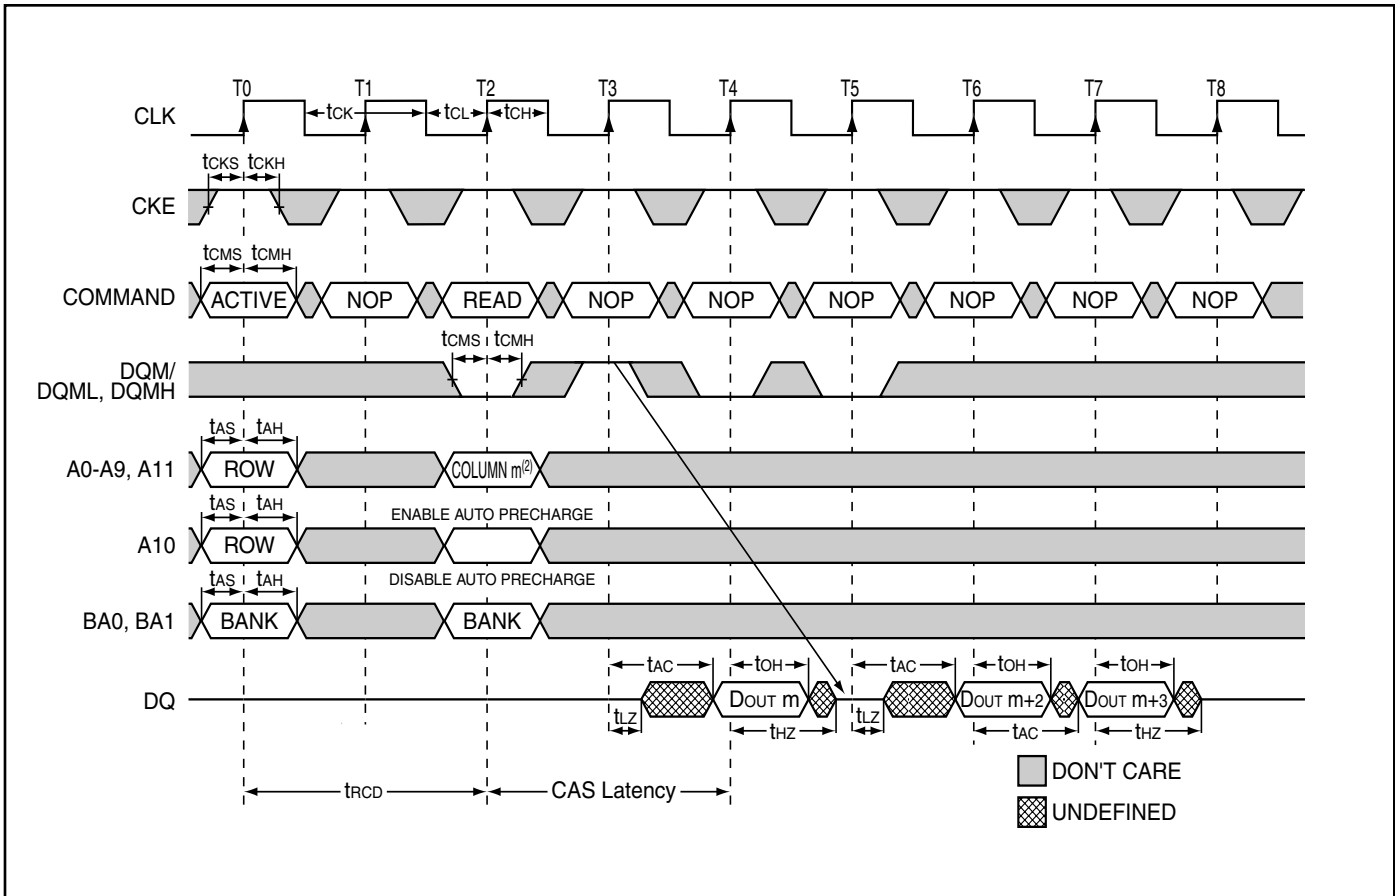 T0 T1 T2 T3 T4 T5 T6 T7 T8
CLK tCK tCL tCH
tCKS tCKH
CKE
tCMS tCMH
COMMAND ACTIVE NOP READ NOP NOP NOP NOP NOP NOP
tCMS tCMH
DQM/
DQML, DQMH
tAS tAH
A0-A9, A11 ROW COLUMN m(2)
tAS tAH ENABLE AUTO PRECHARGE
A10 ROW
tAS tAH DISABLE AUTO PRECHARGE
BA0, BA1 BANK BANK
tAC tOH tAC tOH tOH
DQ DOUT m DOUT m+2 DOUT m+3
tLZ tHZ tLZ tAC tHZ
DON'T CARE
tRCD CAS Latency
UNDEFINED